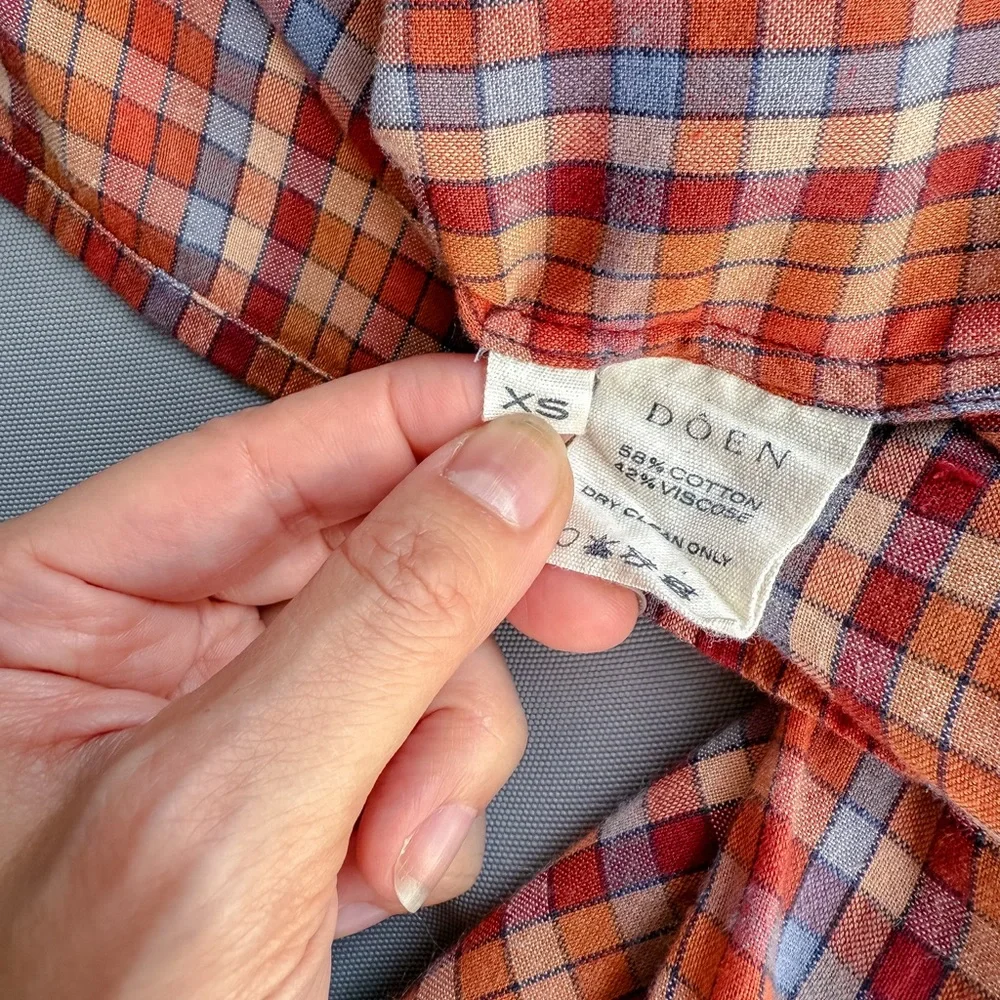 XS
DÔEN
58% COTTON
42% VISCOSE
DRY CLEAN ONLY